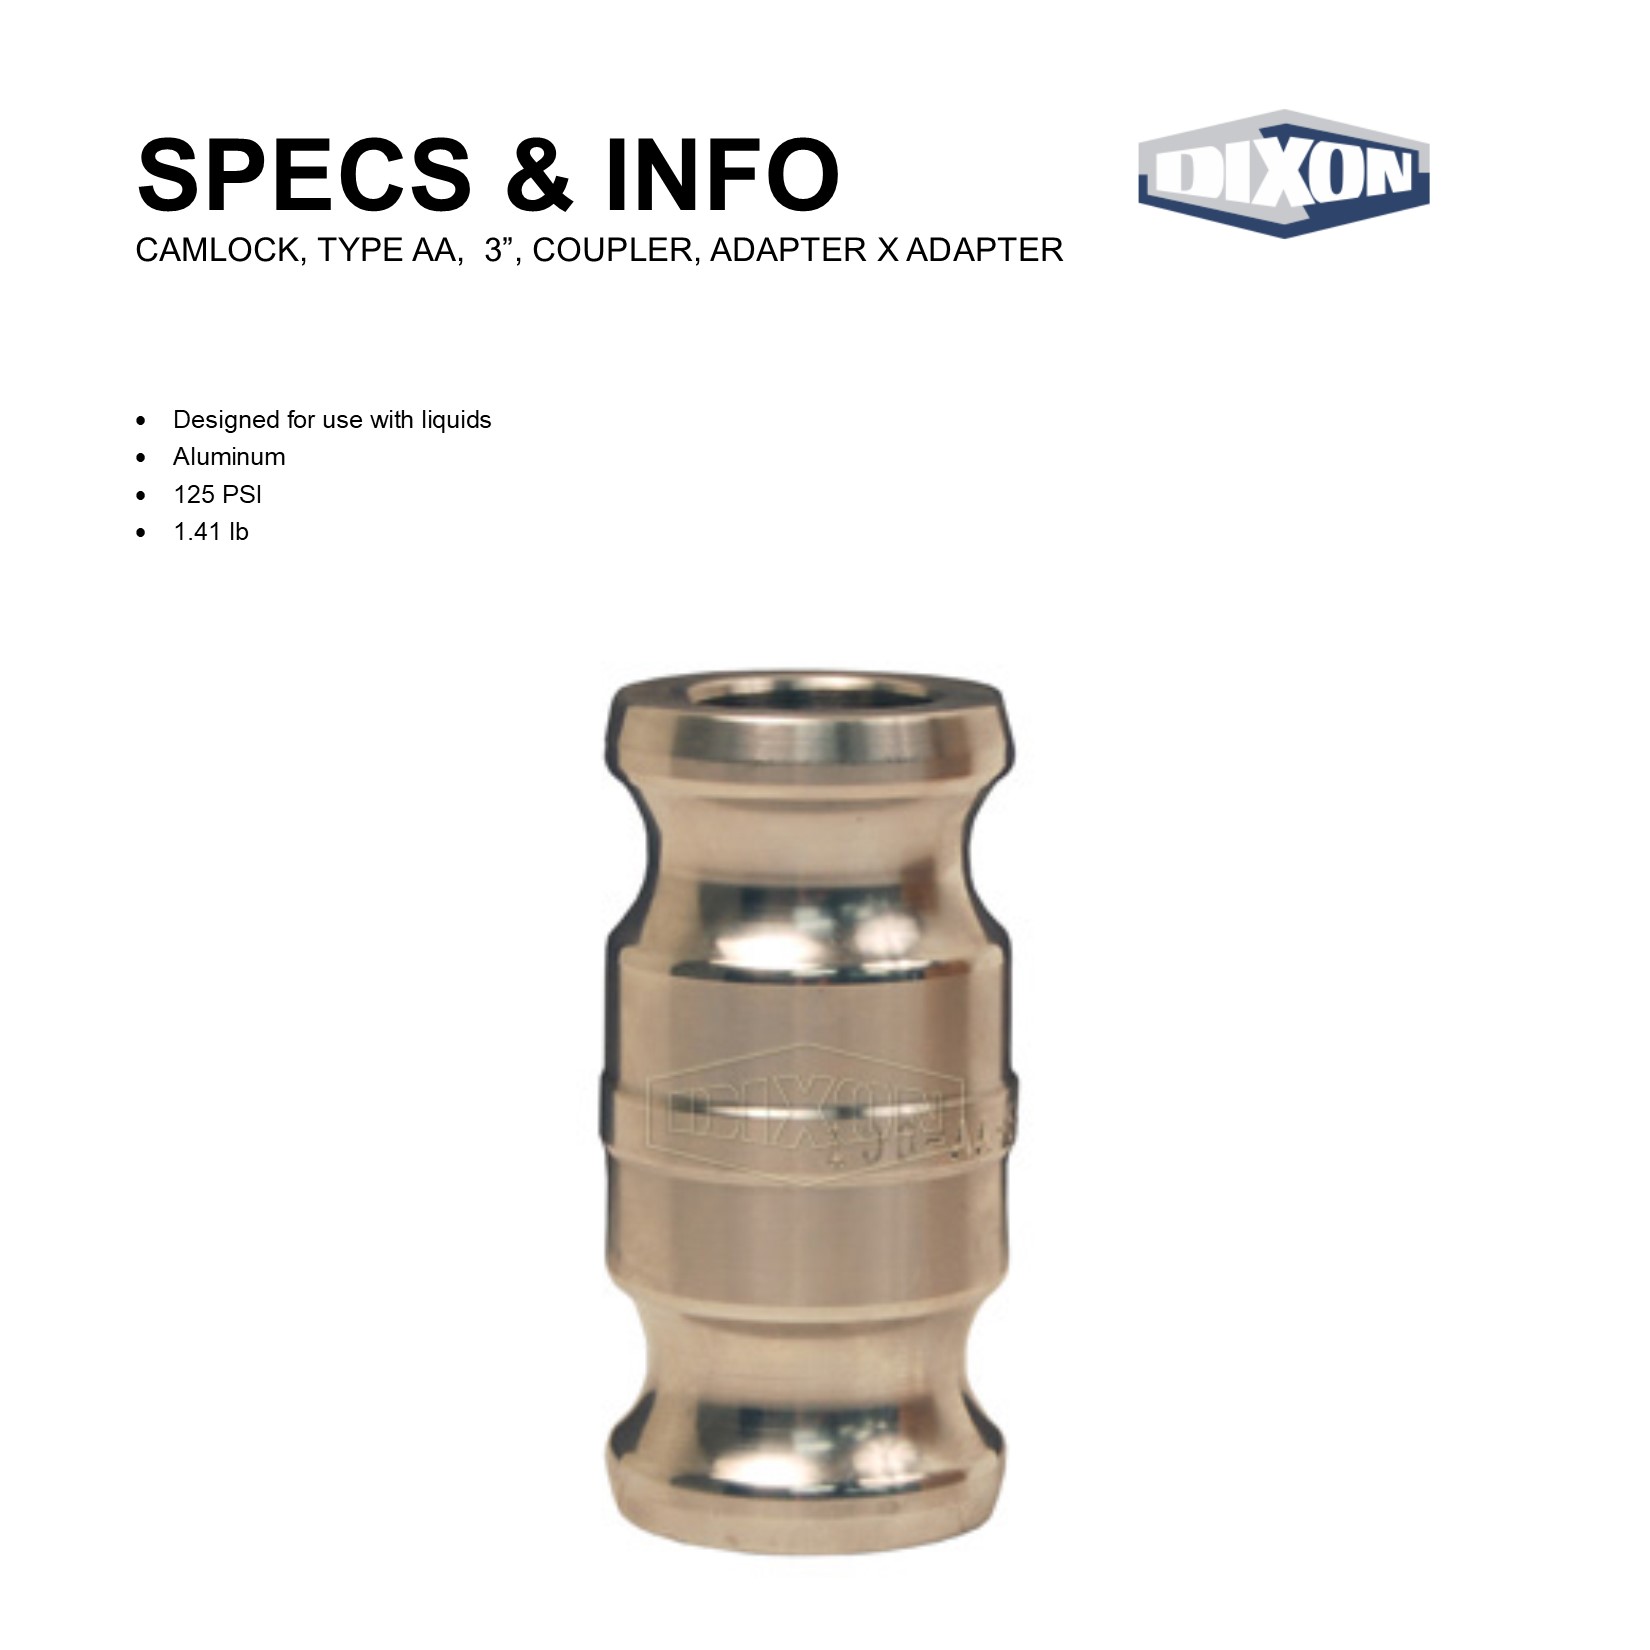 SPECS & INFO
DIXON
CAMLOCK, TYPE AA, 3”, COUPLER, ADAPTER X ADAPTER
• Designed for use with liquids
• Aluminum
• 125 PSI
• 1.41 lb
DIXON